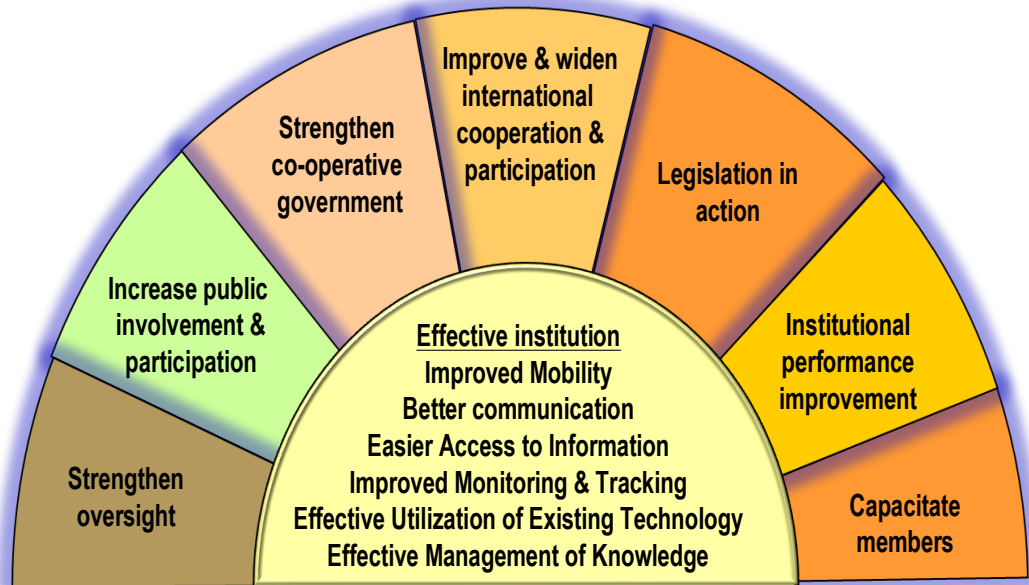 Strengthen
oversight
Increase public
involvement &
participation
Strengthen
co-operative
government
Improve & widen
international
cooperation &
participation
Legislation in
action
Institutional
performance
improvement
Capacitate
members
Effective institution
Improved Mobility
Better communication
Easier Access to Information
Improved Monitoring & Tracking
Effective Utilization of Existing Technology
Effective Management of Knowledge